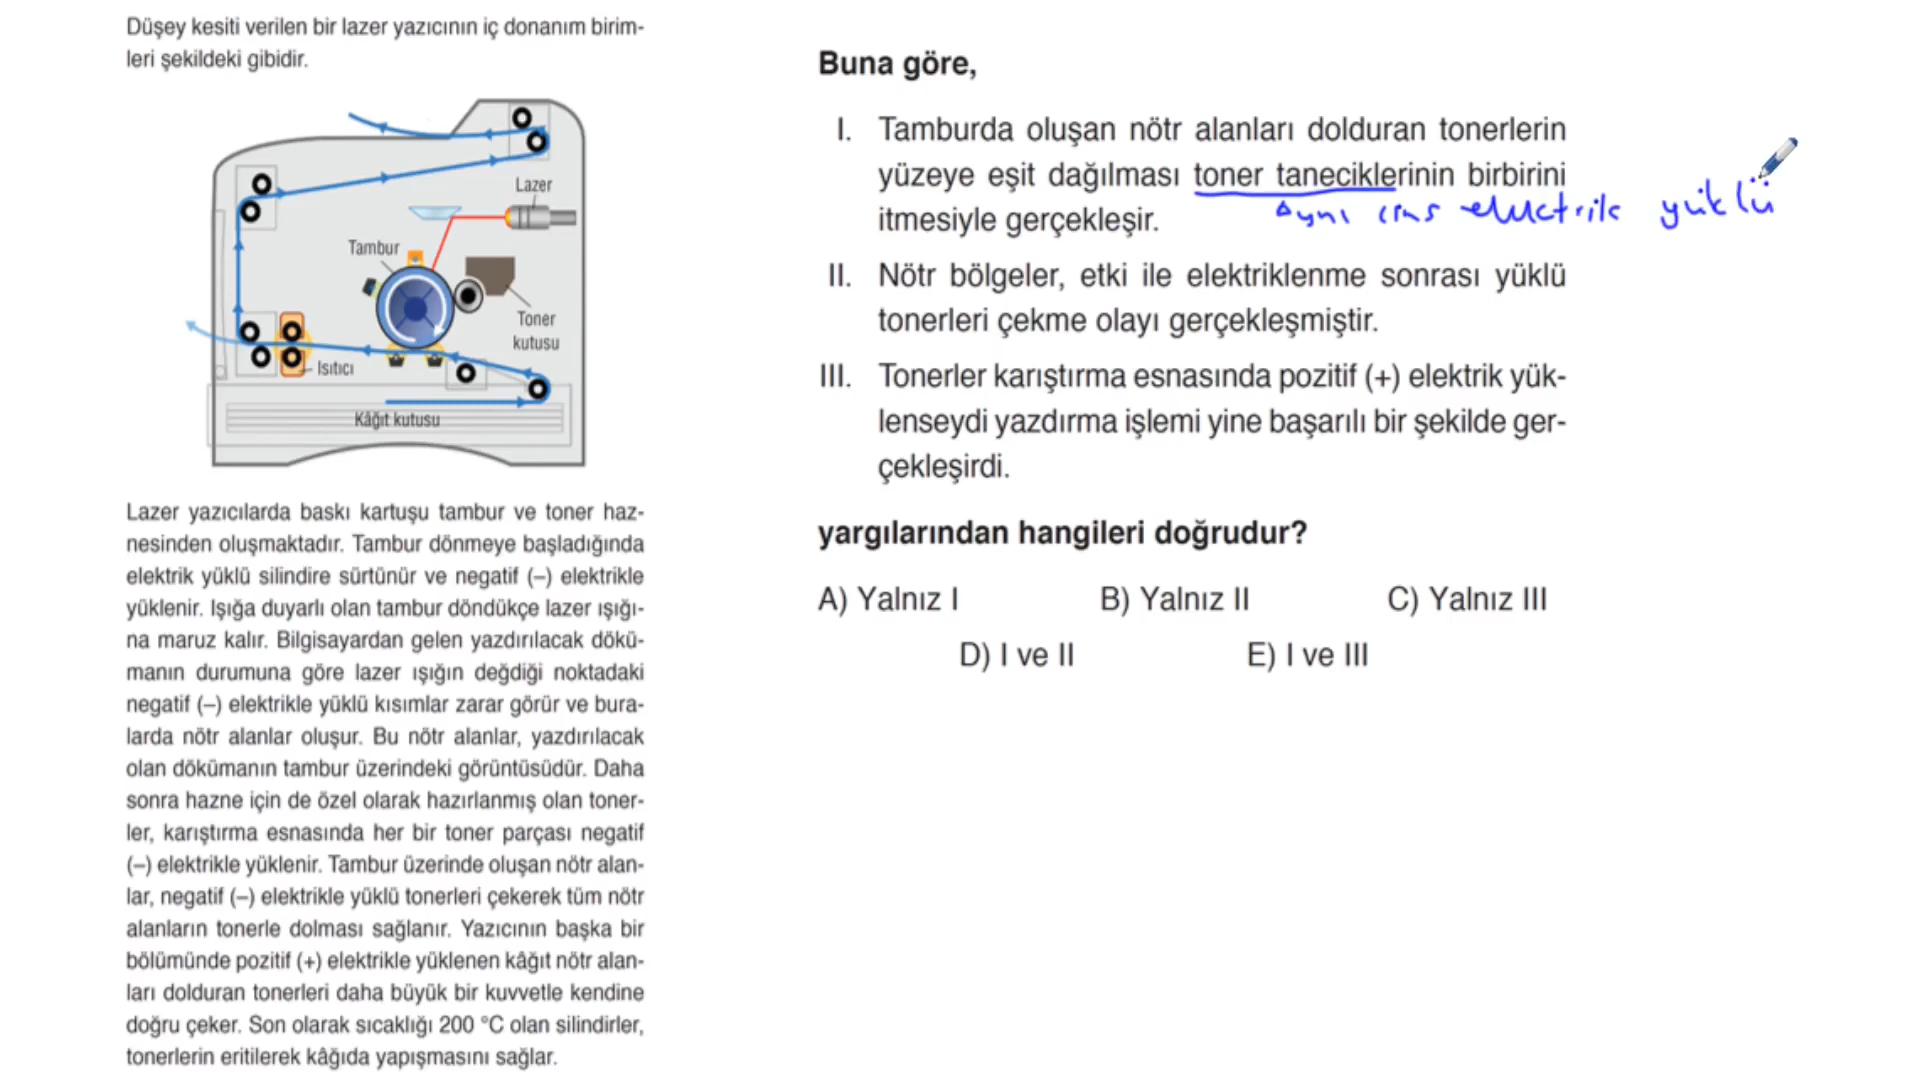 Düşey kesiti verilen bir lazer yazıcının iç donanım birim-
leri şekildeki gibidir.
Lazer
Tambur
Toner
kutusu
Isıtıcı
Kâğıt kutusu
Lazer yazıcılarda baskı kartuşu tambur ve toner haz-
nesinden oluşmaktadır. Tambur dönmeye başladığında
elektrik yüklü silindire sürtünür ve negatif (–) elektrikle
yüklenir. Işığa duyarlı olan tambur döndükçe lazer ışığı-
na maruz kalır. Bilgisayardan gelen yazdırılacak dökü-
manın durumuna göre lazer ışığın değdiği noktadaki
negatif (–) elektrikle yüklü kısımlar zarar görür ve bura-
larda nötr alanlar oluşur. Bu nötr alanlar, yazdırılacak
olan dökümanın tambur üzerindeki görüntüsüdür. Daha
sonra hazne için de özel olarak hazırlanmış olan toner-
ler, karıştırma esnasında her bir toner parçası negatif
(–) elektrikle yüklenir. Tambur üzerinde oluşan nötr alan-
lar, negatif (–) elektrikle yüklü tonerleri çekerek tüm nötr
alanların tonerle dolması sağlanır. Yazıcının başka bir
bölümünde pozitif (+) elektrikle yüklenen kâğıt nötr alan-
ları dolduran tonerleri daha büyük bir kuvvetle kendine
doğru çeker. Son olarak sıcaklığı 200 °C olan silindirler,
tonerlerin eritilerek kâğıda yapışmasını sağlar.
Buna göre,
I. Tamburda oluşan nötr alanları dolduran tonerlerin
yüzeye eşit dağılması toner taneciklerinin birbirini
itmesiyle gerçekleşir.
Aynı cins elektrik yüklü
II. Nötr bölgeler, etki ile elektriklenme sonrası yüklü
tonerleri çekme olayı gerçekleşmiştir.
III. Tonerler karıştırma esnasında pozitif (+) elektrik yük-
lenseydi yazdırma işlemi yine başarılı bir şekilde ger-
çekleşirdi.
yargılarından hangileri doğrudur?
A) Yalnız I B) Yalnız II C) Yalnız III
D) I ve II E) I ve III